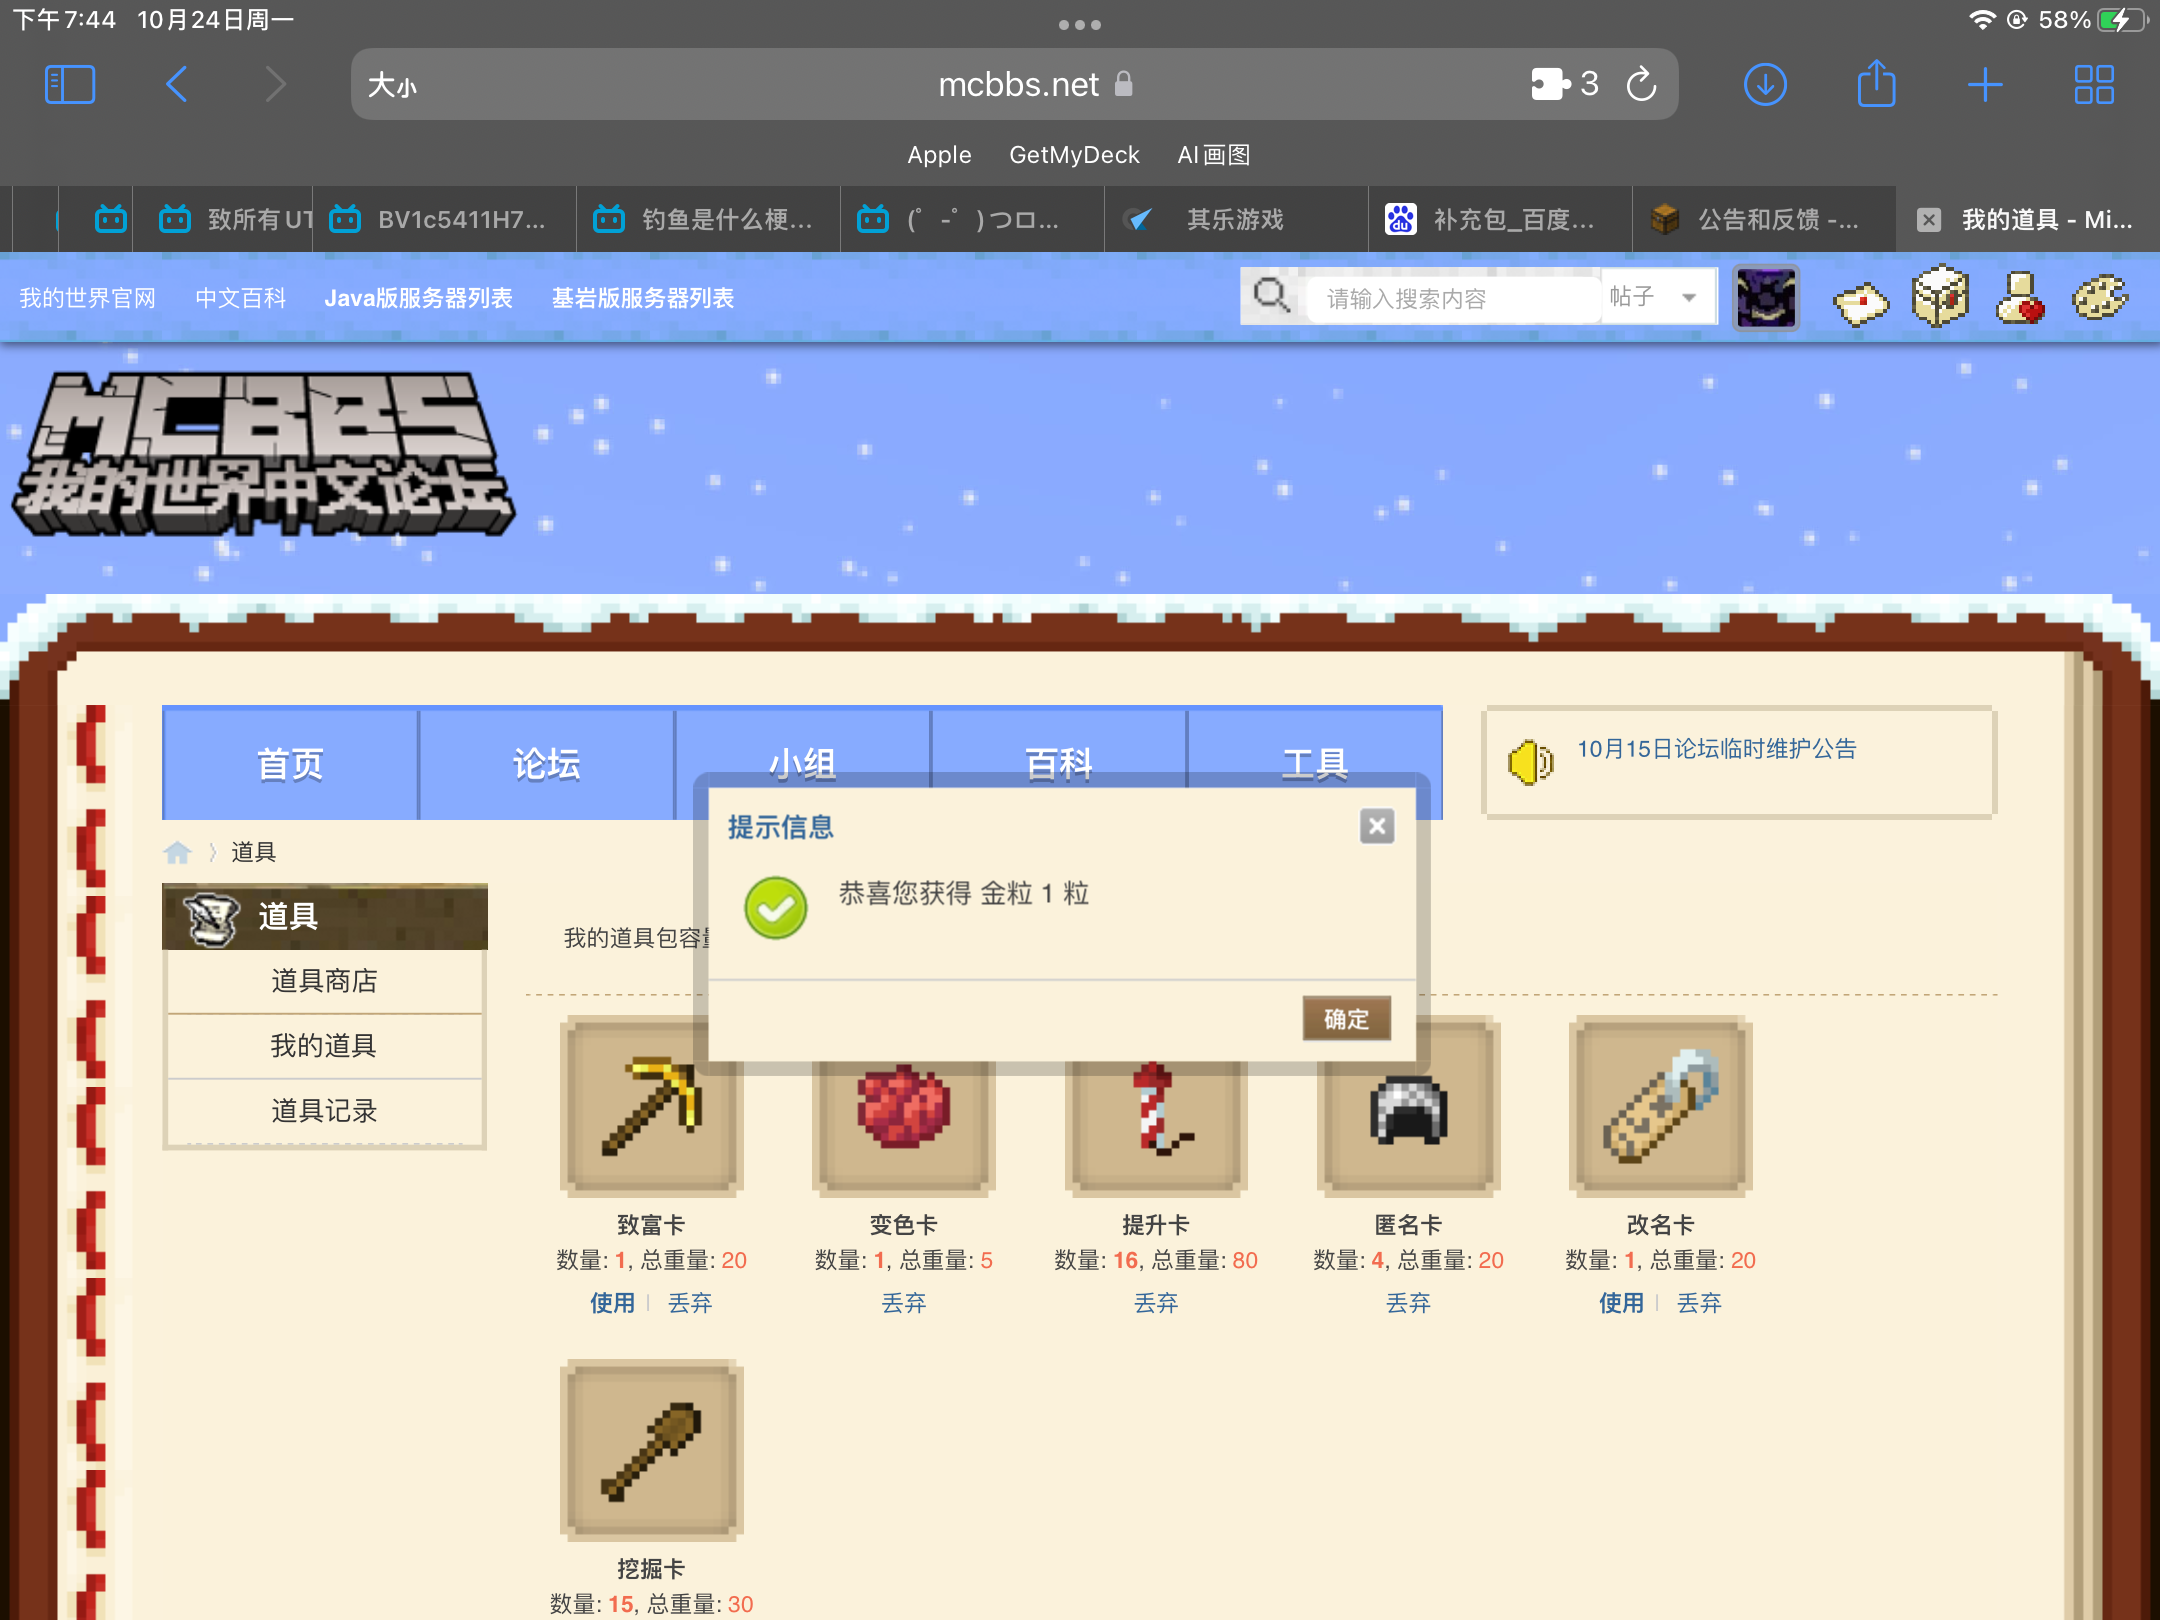 下午7:44 10月24日周一
58%
大小
mcbbs.net
3
Apple GetMyDeck AI画图
致所有UT
BV1c5411H7...
钓鱼是什么梗...
(゜-゜)つロ...
其乐游戏
补充包_百度...
公告和反馈 -...
我的道具 - Mi...
我的世界官网 中文百科 Java版服务器列表 基岩版服务器列表
请输入搜索内容
帖子
MCBBS
我的世界中文论坛
首页 论坛 小组 百科 工具
10月15日论坛临时维护公告
道具
道具
道具商店
我的道具
道具记录
我的道具包容
提示信息
恭喜您获得 金粒 1 粒
确定
致富卡
数量: 1, 总重量: 20
使用 丢弃
变色卡
数量: 1, 总重量: 5
丢弃
提升卡
数量: 16, 总重量: 80
丢弃
匿名卡
数量: 4, 总重量: 20
丢弃
改名卡
数量: 1, 总重量: 20
使用 丢弃
挖掘卡
数量: 15, 总重量: 30